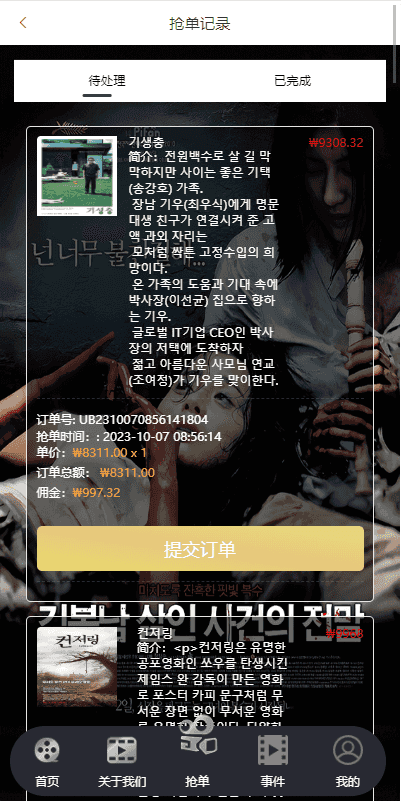 抢单记录
待处理
已完成
기생충
₩9308.32
简介: 전원백수로 살 길 막
막하지만 사이는 좋은 기택
(송강호) 가족.
장남 기우(최우식)에게 명문
대생 친구가 연결시켜 준 고
액 과외 자리는
모처럼 싹튼 고정수입의 희
망이다.
온 가족의 도움과 기대 속에
박사장(이선균) 집으로 향하
는 기우.
글로벌 IT기업 CEO인 박사
장의 저택에 도착하자
젊고 아름다운 사모님 연교
(조여정)가 기우를 맞이한다.
订单号: UB2310070856141804
抢单时间：: 2023-10-07 08:56:14
单价: ₩8311.00 x 1
订单总额: ₩8311.00
佣金: ₩997.32
提交订单
김복남 살인 사건의 전말
컨저링
简介: <p>컨저링은 유명한
공포영화인 쏘우를 탄생시킨
제임스 완 감독이 만든 영화
로 포스터 카피 문구처럼 무
서운 장면 없이 무서운 영화
首页
关于我们
抢单
事件
我的